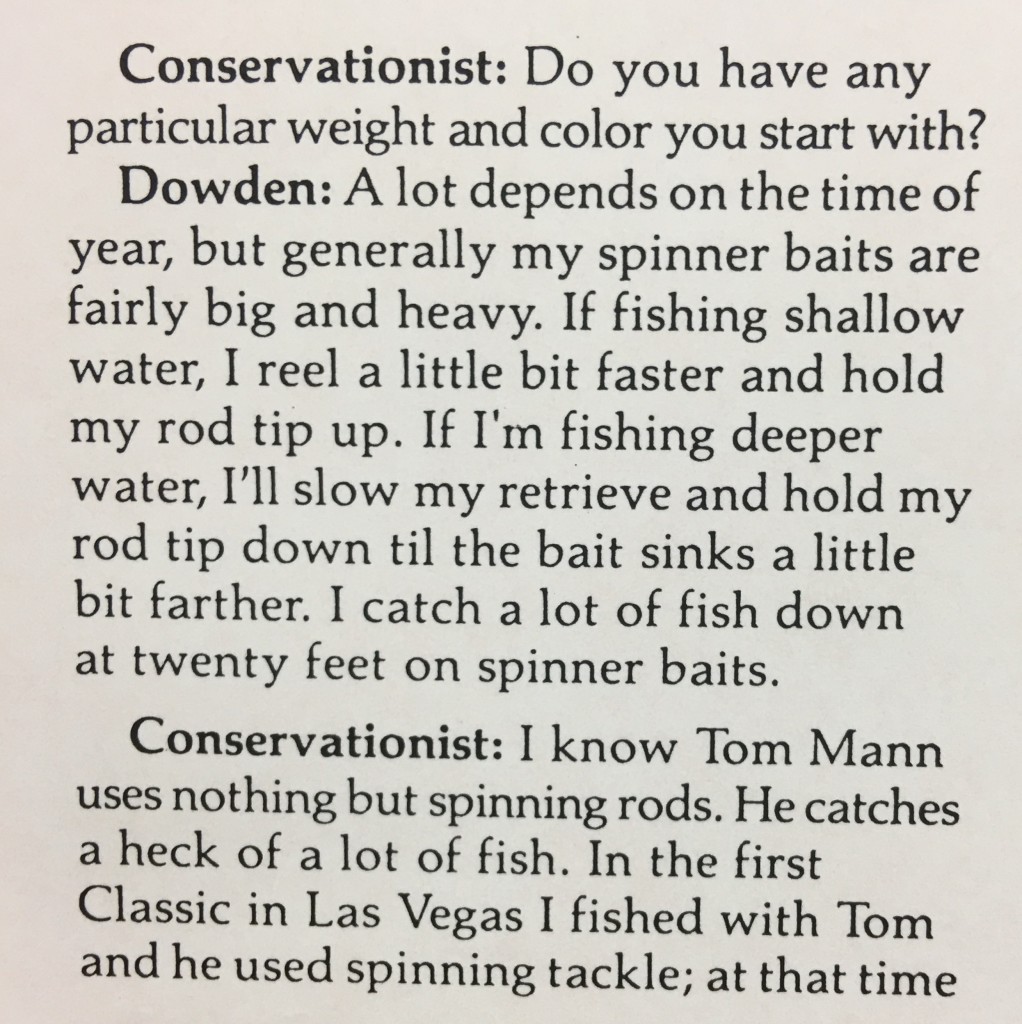 Conservationist: Do you have any
particular weight and color you start with?
Dowden: A lot depends on the time of
year, but generally my spinner baits are
fairly big and heavy. If fishing shallow
water, I reel a little bit faster and hold
my rod tip up. If I'm fishing deeper
water, I'll slow my retrieve and hold my
rod tip down til the bait sinks a little
bit farther. I catch a lot of fish down
at twenty feet on spinner baits.
Conservationist: I know Tom Mann
uses nothing but spinning rods. He catches
a heck of a lot of fish. In the first
Classic in Las Vegas I fished with Tom
and he used spinning tackle; at that time